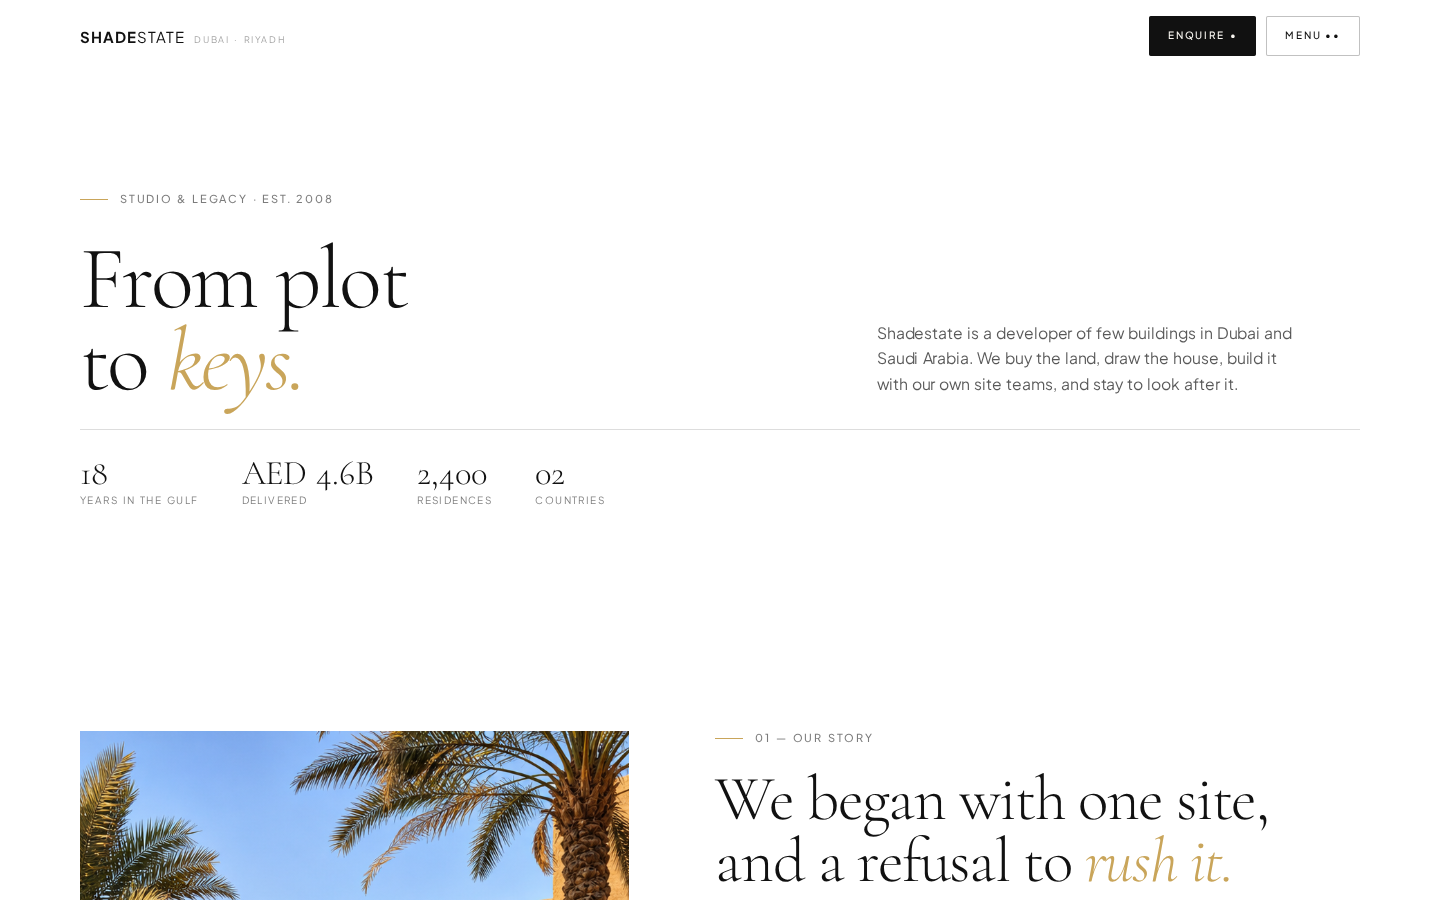 SHADESTATE DUBAI · RIYADH
ENQUIRE
MENU
STUDIO & LEGACY · EST. 2008
From plot
to keys.
Shadestate is a developer of few buildings in Dubai and
Saudi Arabia. We buy the land, draw the house, build it
with our own site teams, and stay to look after it.
18
YEARS IN THE GULF
AED 4.6B
DELIVERED
2,400
RESIDENCES
02
COUNTRIES
01 — OUR STORY
We began with one site,
and a refusal to rush it.